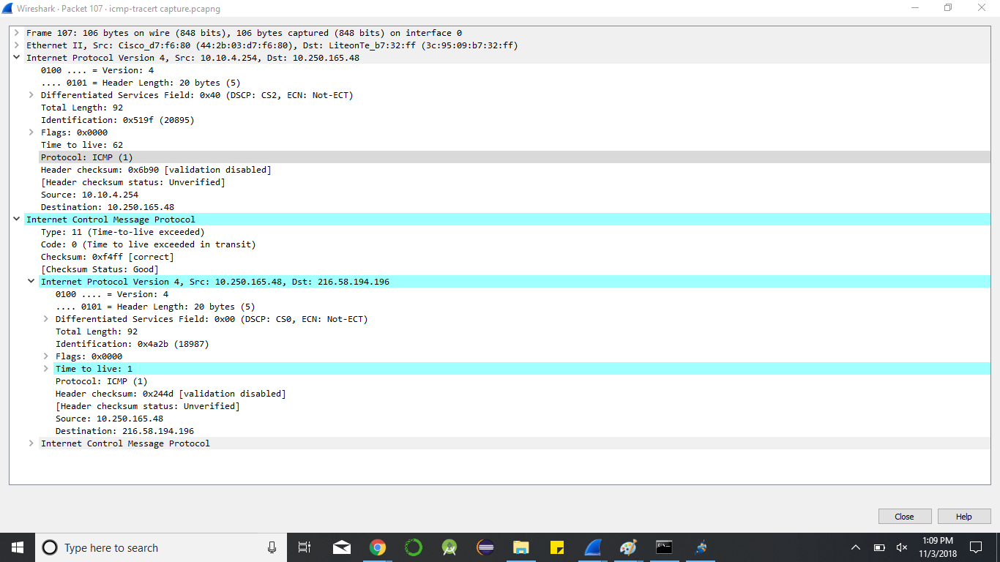 Wireshark · Packet 107 · icmp-tracert capture.pcapng
Frame 107: 106 bytes on wire (848 bits), 106 bytes captured (848 bits) on interface 0
Ethernet II, Src: Cisco_d7:f6:80 (44:2b:03:d7:f6:80), Dst: LiteonTe_b7:32:ff (3c:95:09:b7:32:ff)
Internet Protocol Version 4, Src: 10.10.4.254, Dst: 10.250.165.48
0100 .... = Version: 4
.... 0101 = Header Length: 20 bytes (5)
Differentiated Services Field: 0x40 (DSCP: CS2, ECN: Not-ECT)
Total Length: 92
Identification: 0x519f (20895)
Flags: 0x0000
Time to live: 62
Protocol: ICMP (1)
Header checksum: 0x6b90 [validation disabled]
[Header checksum status: Unverified]
Source: 10.10.4.254
Destination: 10.250.165.48
Internet Control Message Protocol
Type: 11 (Time-to-live exceeded)
Code: 0 (Time to live exceeded in transit)
Checksum: 0xf4ff [correct]
[Checksum Status: Good]
Internet Protocol Version 4, Src: 10.250.165.48, Dst: 216.58.194.196
0100 .... = Version: 4
.... 0101 = Header Length: 20 bytes (5)
Differentiated Services Field: 0x00 (DSCP: CS0, ECN: Not-ECT)
Total Length: 92
Identification: 0x4a2b (18987)
Flags: 0x0000
Time to live: 1
Protocol: ICMP (1)
Header checksum: 0x244d [validation disabled]
[Header checksum status: Unverified]
Source: 10.250.165.48
Destination: 216.58.194.196
Internet Control Message Protocol
Close
Help
Type here to search
1:09 PM
11/3/2018